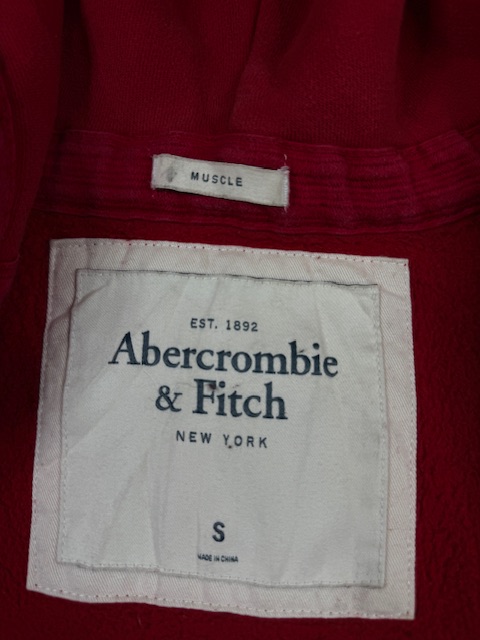 MUSCLE
EST. 1892
Abercrombie
& Fitch
NEW YORK
S
MADE IN CHINA